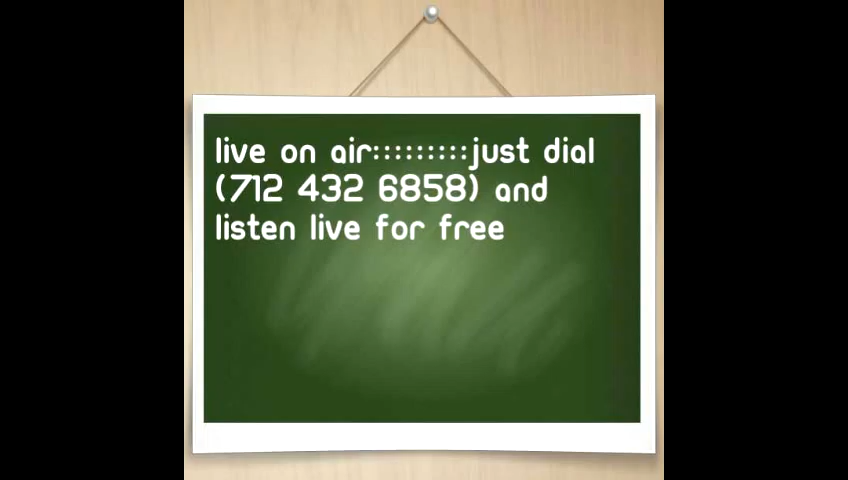 live on air:::::::::just dial
(712 432 6858) and
listen live for free